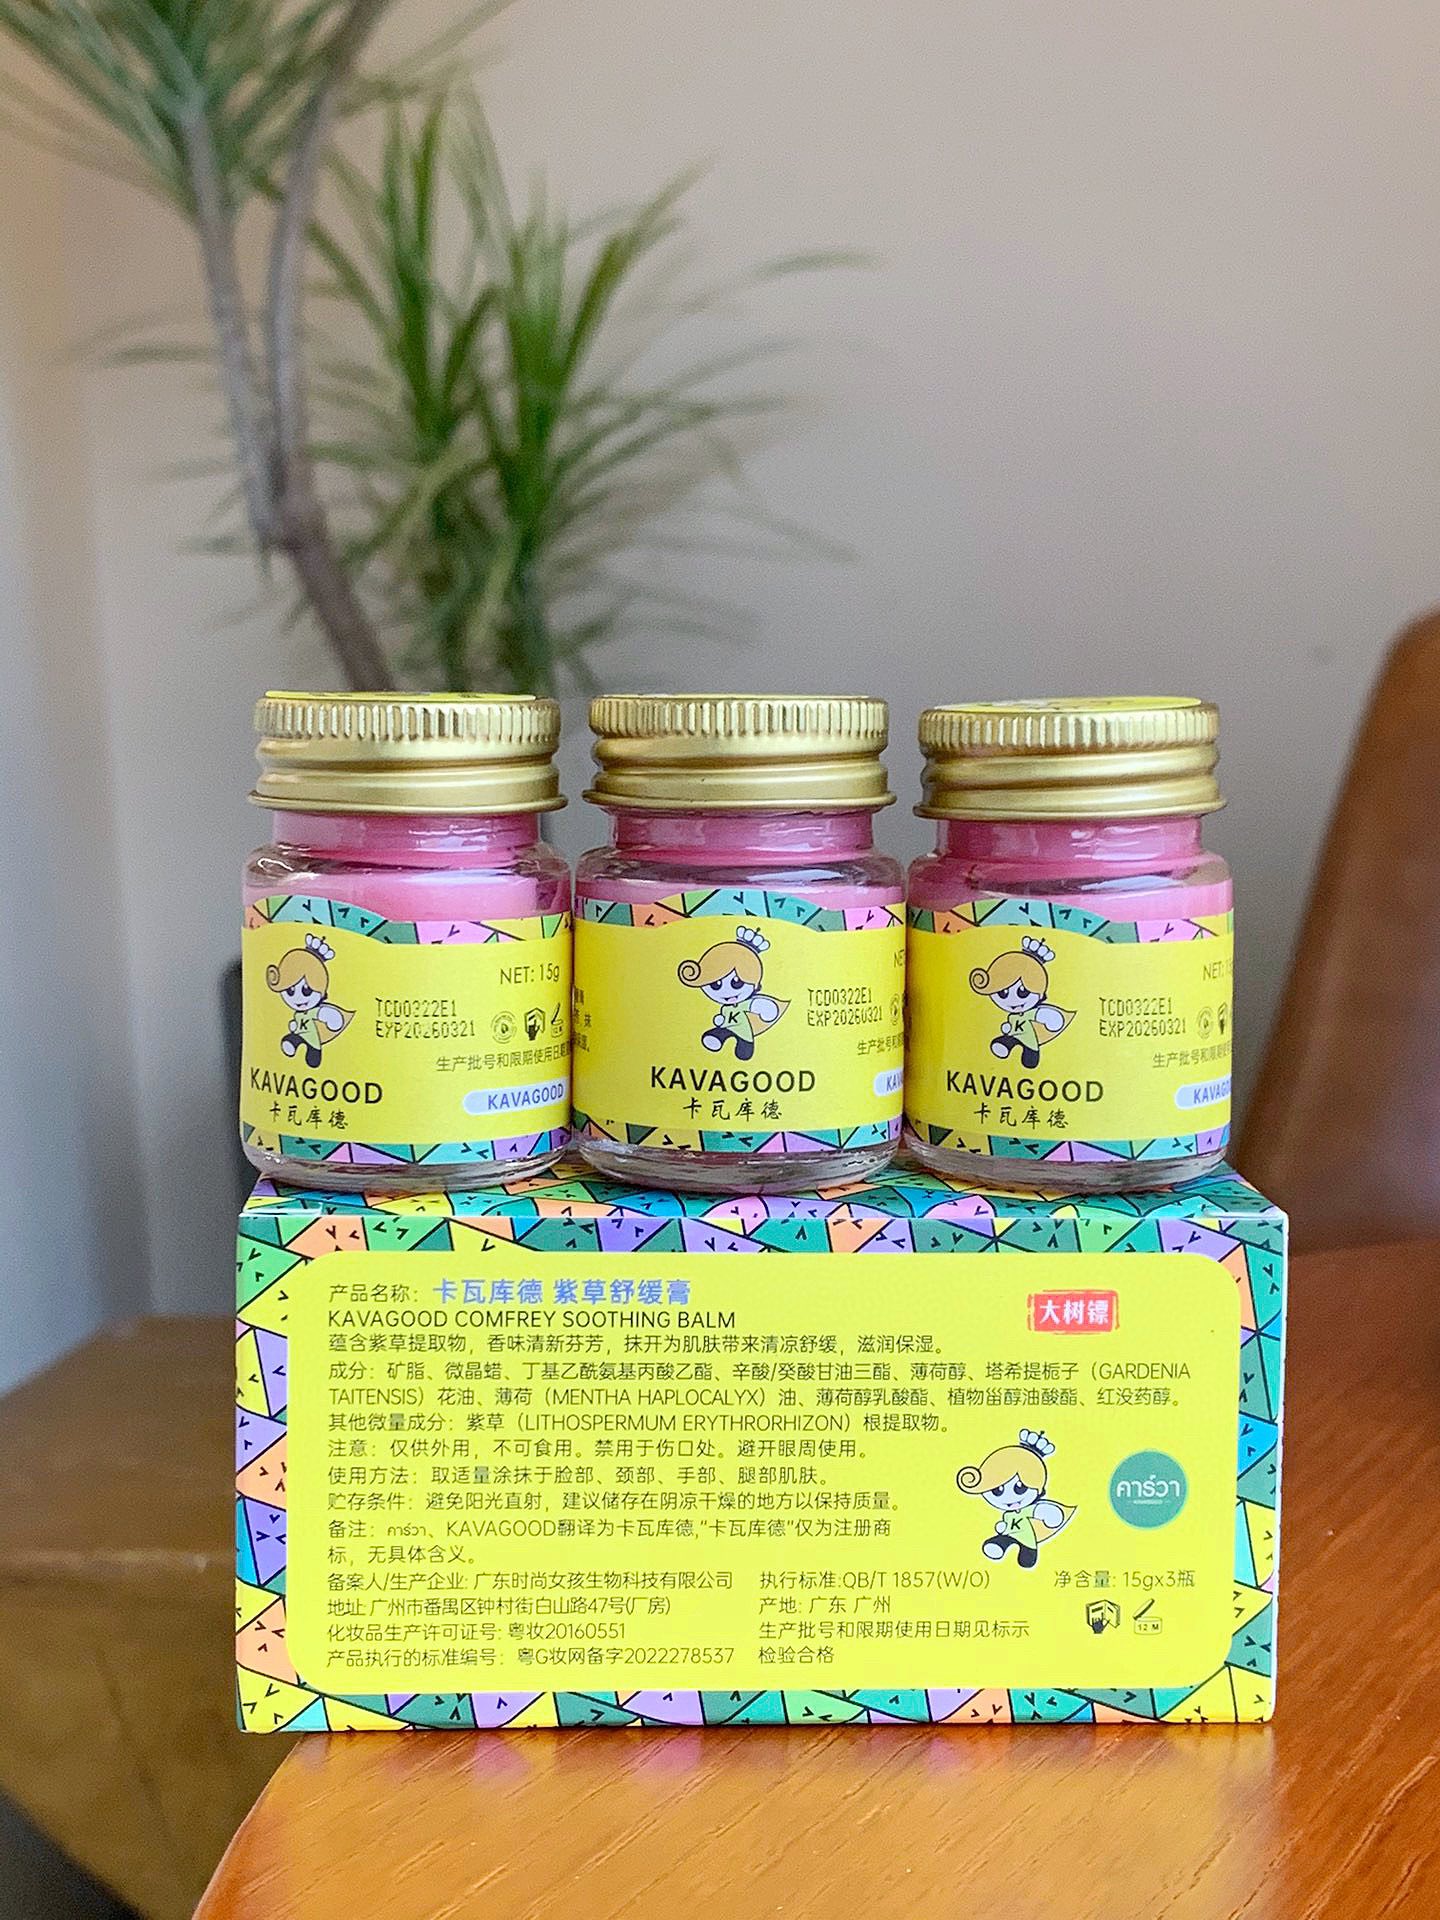 NET: 15g
TCD0322E1
EXP20260321
KAVAGOOD
卡瓦库德
KAVAGOOD
TCD0322E1
EXP20260321
生产批号和
KAVAGOOD
卡瓦库德
NET:
TCD0322E1
EXP20260321
生产批号和限期使用
KAVAGOOD
卡瓦库德
产品名称：卡瓦库德 紫草舒缓膏
大树镖
KAVAGOOD COMFREY SOOTHING BALM
蕴含紫草提取物，香味清新芬芳，抹开为肌肤带来清凉舒缓，滋润保湿。
成分：矿脂、微晶蜡、丁基乙酰氨基丙酸乙酯、辛酸/癸酸甘油三酯、薄荷醇、塔希提栀子（GARDENIA
TAITENSIS）花油、薄荷（MENTHA HAPLOCALYX）油、薄荷醇乳酸酯、植物甾醇油酸酯、红没药醇。
其他微量成分：紫草（LITHOSPERMUM ERYTHRORHIZON）根提取物。
注意：仅供外用，不可食用。禁用于伤口处。避开眼周使用。
使用方法：取适量涂抹于脸部、颈部、手部、腿部肌肤。
贮存条件：避免阳光直射，建议储存在阴凉干燥的地方以保持质量。
备注：คาร์วา、KAVAGOOD翻译为卡瓦库德,"卡瓦库德"仅为注册商
标，无具体含义。
K
คาร์วา
备案人/生产企业: 广东时尚女孩生物科技有限公司
地址:广州市番禺区钟村街白山路47号(厂房)
化妆品生产许可证号: 粤妆20160551
产品执行的标准编号：粤G妆网备字2022278537
执行标准:QB/T 1857(W/O)
产地: 广东 广州
生产批号和限期使用日期见标示
检验合格
净含量: 15gx3瓶
12 M